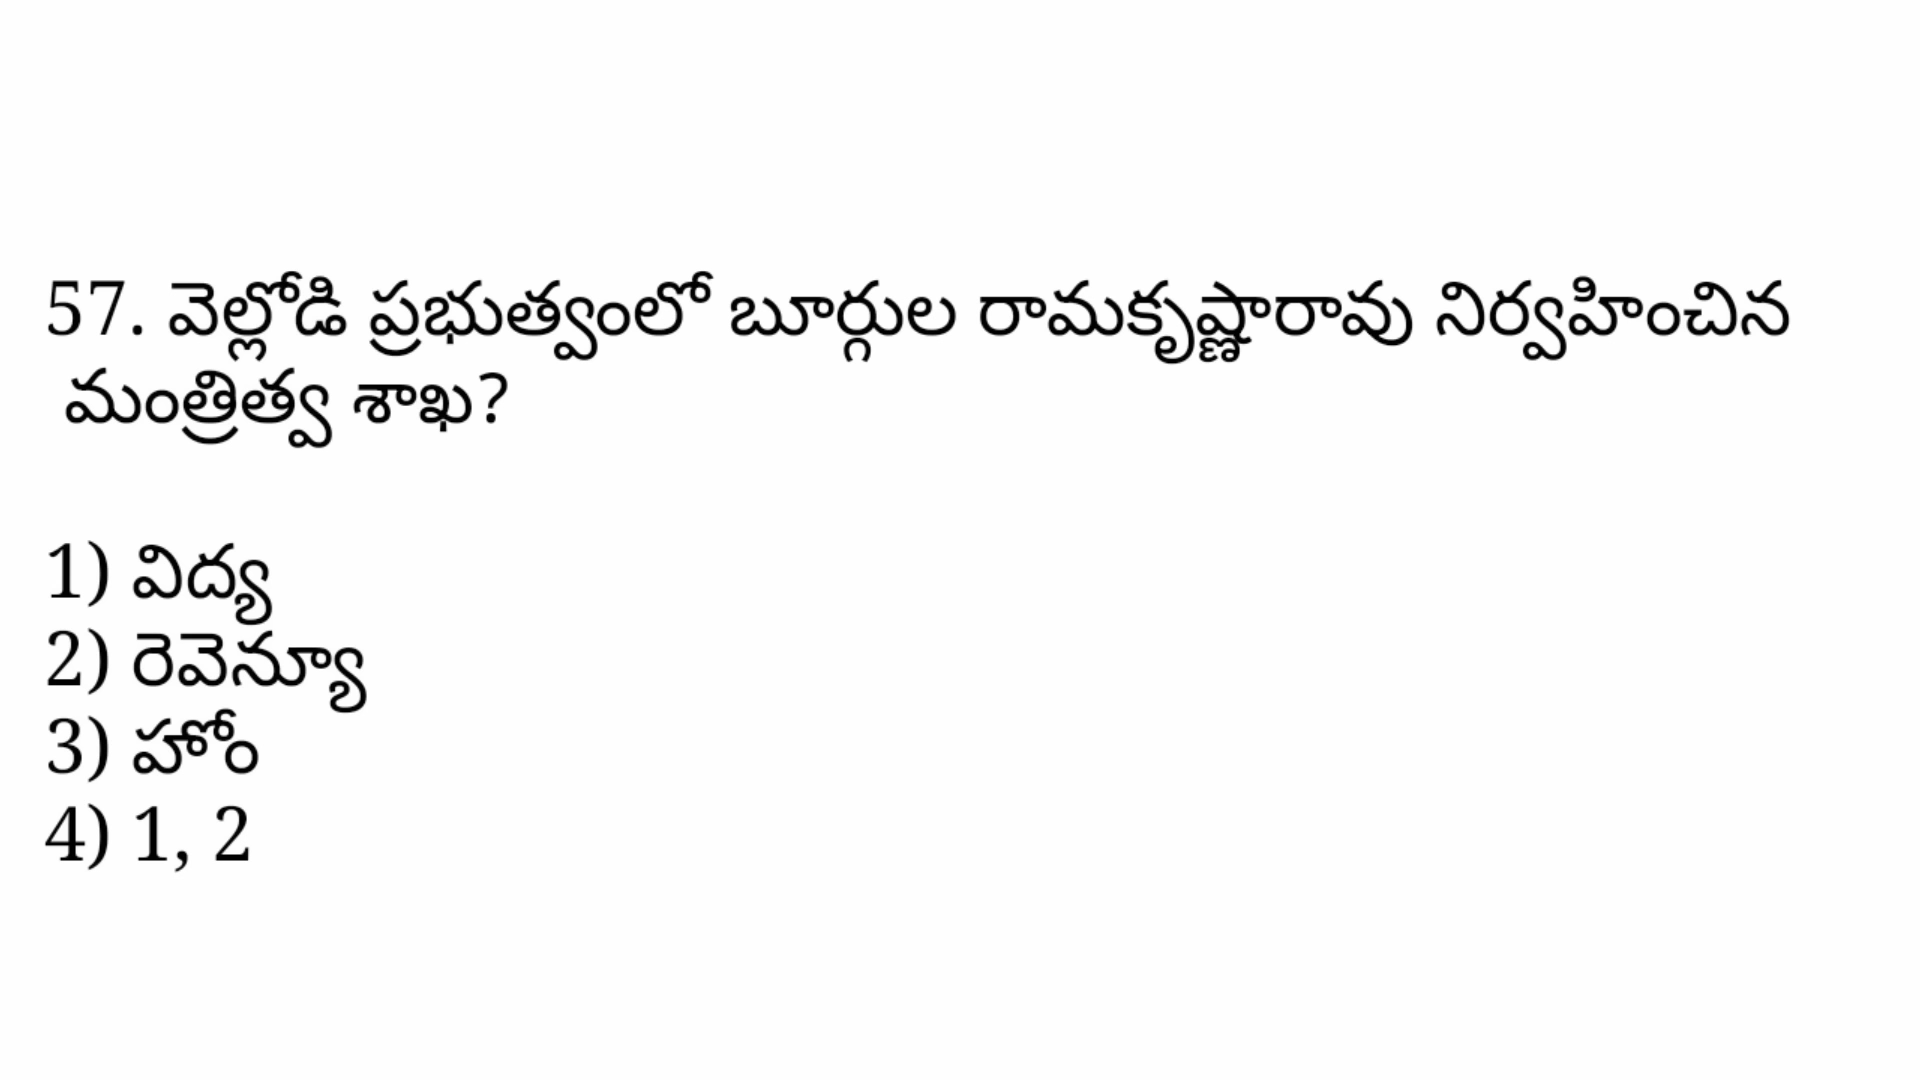 57. వెల్లోడి ప్రభుత్వంలో బూర్గుల రామకృష్ణారావు నిర్వహించిన
మంత్రిత్వ శాఖ?
1) విద్య
2) రెవెన్యూ
3) హోం
4) 1, 2